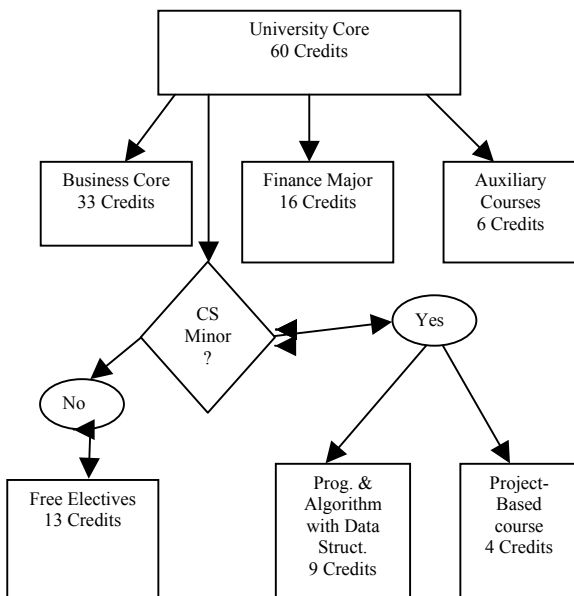 University Core
60 Credits
Business Core
33 Credits
Finance Major
16 Credits
Auxiliary
Courses
6 Credits
CS
Minor
?
Yes
No
Free Electives
13 Credits
Prog. &
Algorithm
with Data
Struct.
9 Credits
Project-
Based
course
4 Credits